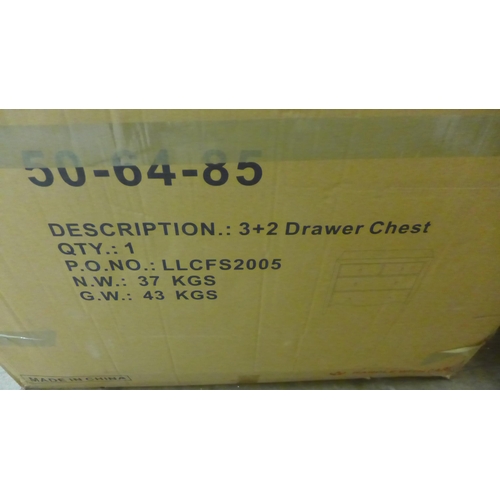 50-64-85
DESCRIPTION.: 3+2 Drawer Chest
QTY.: 1
P.O.NO.: LLCFS2005
N.W.: 37 KGS
G.W.: 43 KGS
MADE IN CHINA